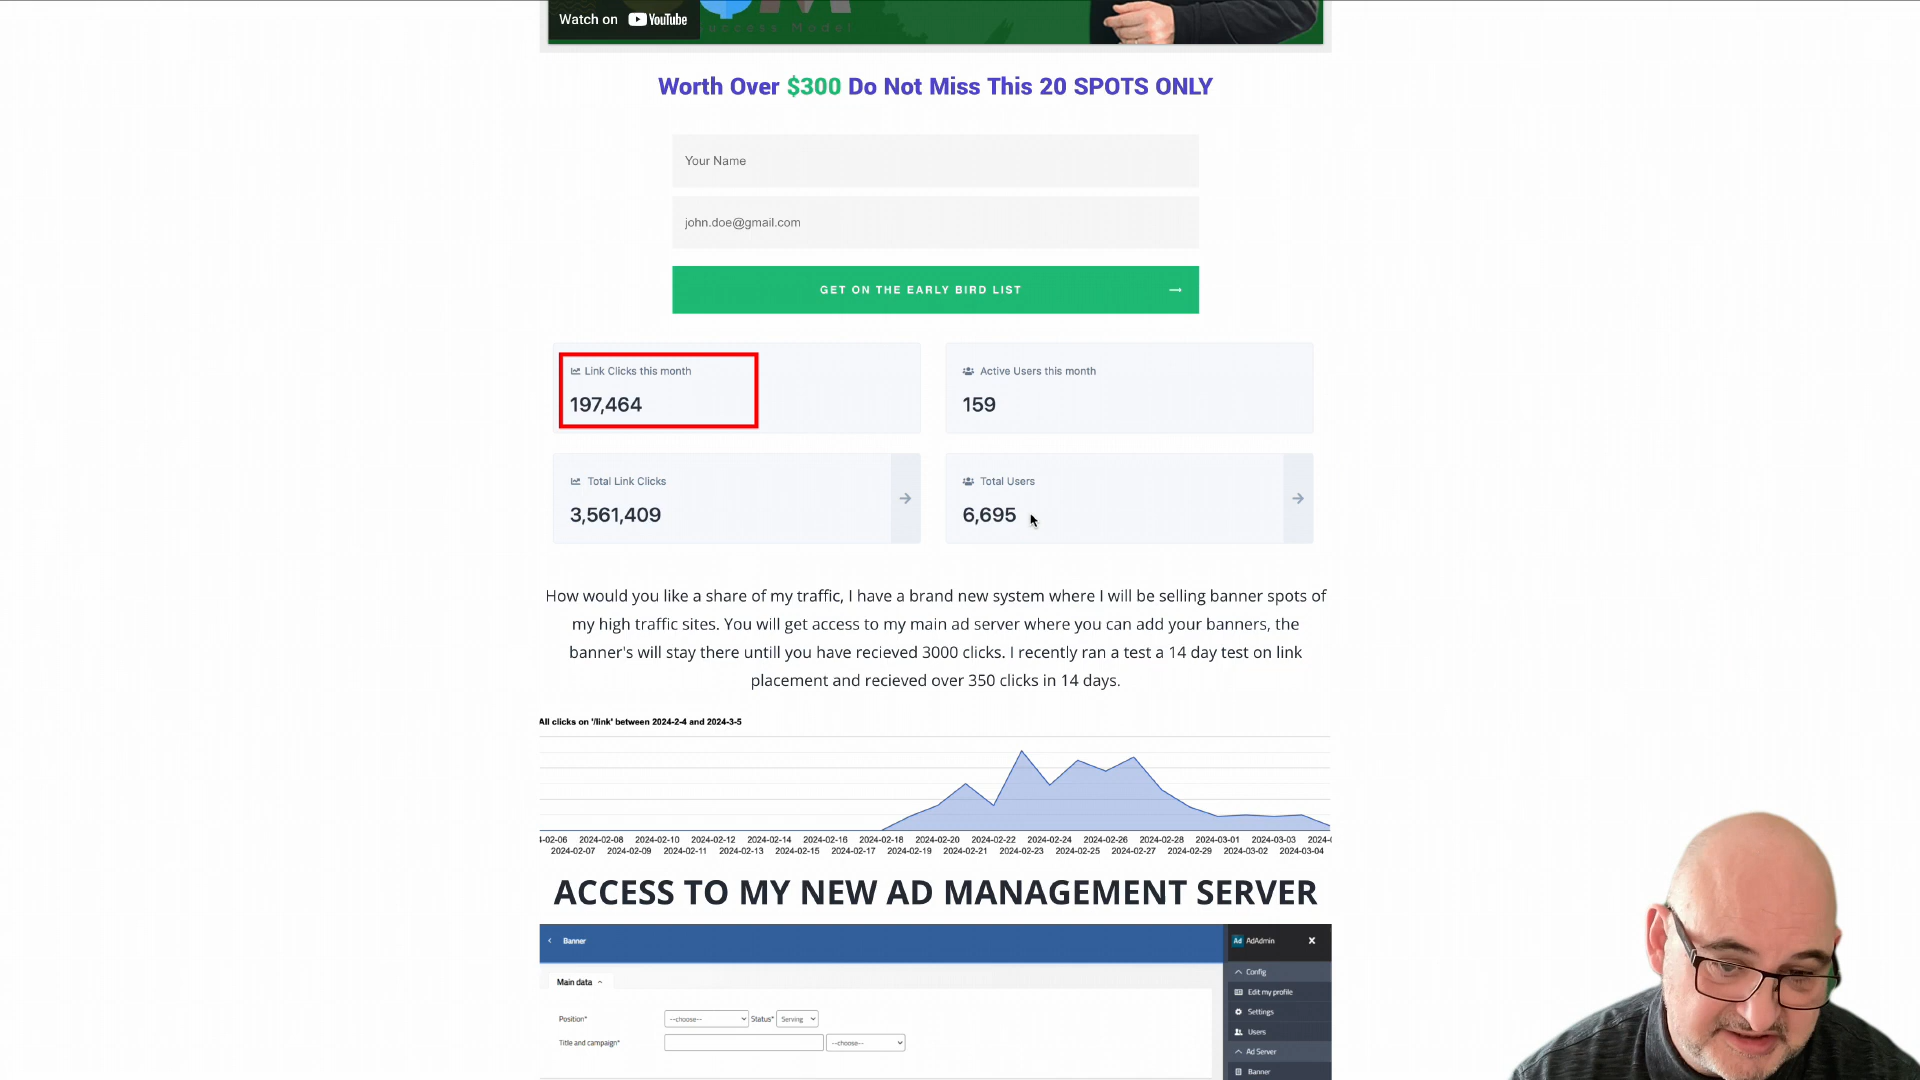 Watch on YouTube
Success Model
Worth Over $300 Do Not Miss This 20 SPOTS ONLY
Your Name
john.doe@gmail.com
GET ON THE EARLY BIRD LIST
Link Clicks this month
197,464
Active Users this month
159
Total Link Clicks
3,561,409
Total Users
6,695
How would you like a share of my traffic, I have a brand new system where I will be selling banner spots of
my high traffic sites. You will get access to my main ad server where you can add your banners, the
banner's will stay there untill you have recieved 3000 clicks. I recently ran a test a 14 day test on link
placement and recieved over 350 clicks in 14 days.
All clicks on '/link' between 2024-2-4 and 2024-3-5
4-02-06 2024-02-08 2024-02-10 2024-02-12 2024-02-14 2024-02-16 2024-02-18 2024-02-20 2024-02-22 2024-02-24 2024-02-26 2024-02-28 2024-03-01 2024-03-03 2024-
2024-02-07 2024-02-09 2024-02-11 2024-02-13 2024-02-15 2024-02-17 2024-02-19 2024-02-21 2024-02-23 2024-02-25 2024-02-27 2024-02-29 2024-03-02 2024-03-04
ACCESS TO MY NEW AD MANAGEMENT SERVER
Banner
Ad AdAdmin
Main data
Config
Edit my profile
Settings
Users
Ad Server
Banner
Position* --choose-- Status* Serving
Title and campaign* --choose--